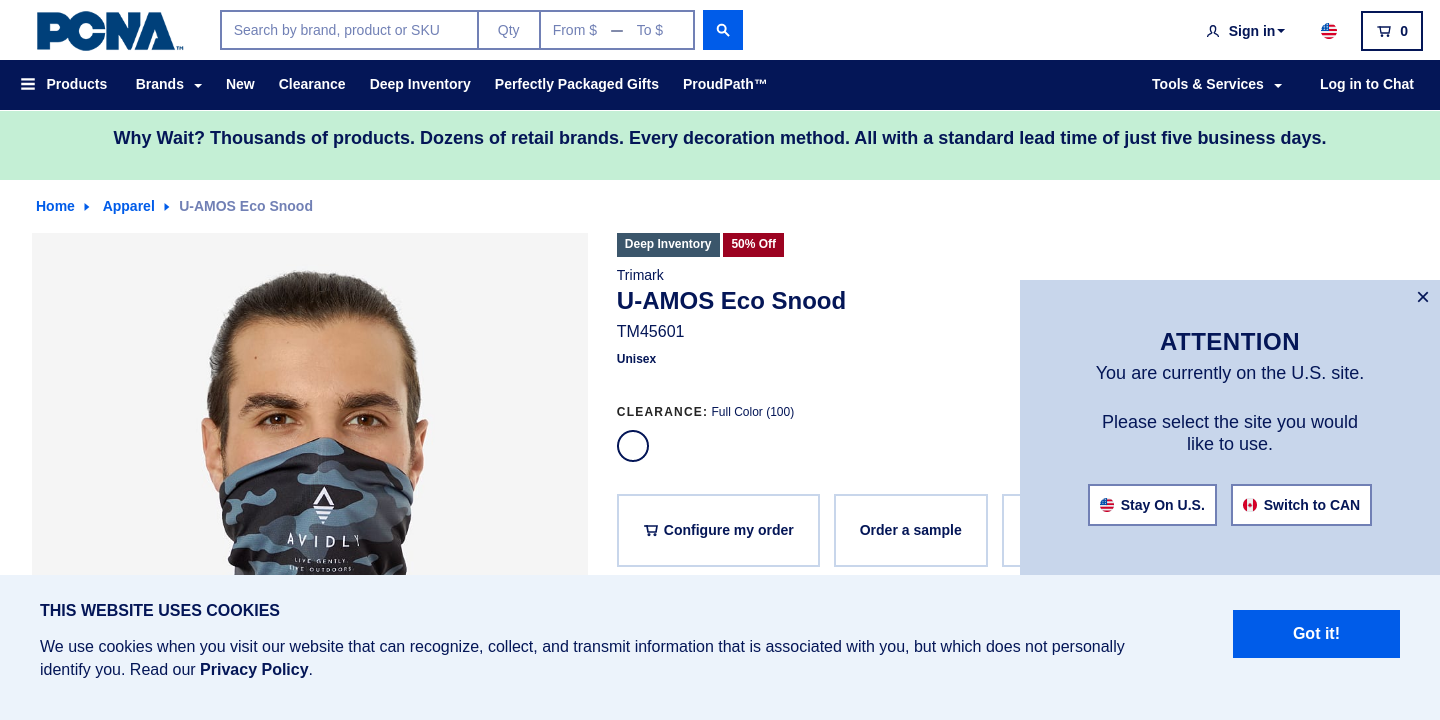 PCNA™
Search by brand, product or SKU
Qty
From $ — To $
Sign in
0
Products
Brands
New
Clearance
Deep Inventory
Perfectly Packaged Gifts
ProudPath™
Tools & Services
Log in to Chat
Why Wait? Thousands of products. Dozens of retail brands. Every decoration method. All with a standard lead time of just five business days.
Home
Apparel
U-AMOS Eco Snood
AVIDLY
LIVE GENTLY.
LIVE OUTDOORS.
Deep Inventory
50% Off
Trimark
U-AMOS Eco Snood
TM45601
Unisex
CLEARANCE: Full Color (100)
Configure my order
Order a sample
×
ATTENTION
You are currently on the U.S. site.
Please select the site you would
like to use.
Stay On U.S.
Switch to CAN
THIS WEBSITE USES COOKIES
We use cookies when you visit our website that can recognize, collect, and transmit information that is associated with you, but which does not personally
identify you. Read our Privacy Policy.
Got it!